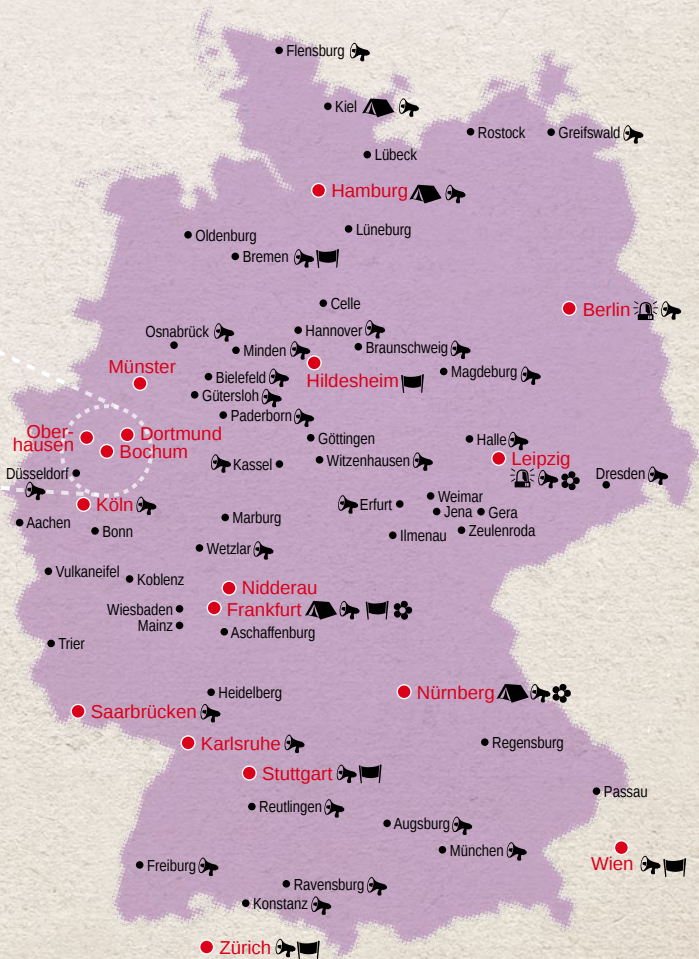 Flensburg
Kiel
Rostock
Greifswald
Lübeck
Hamburg
Lüneburg
Oldenburg
Bremen
Celle
Berlin
Osnabrück
Hannover
Minden
Braunschweig
Münster
Hildesheim
Magdeburg
Bielefeld
Gütersloh
Paderborn
Ober-
hausen
Dortmund
Bochum
Göttingen
Halle
Leipzig
Düsseldorf
Kassel
Witzenhausen
Dresden
Köln
Erfurt
Weimar
Jena
Gera
Aachen
Bonn
Marburg
Ilmenau
Zeulenroda
Wetzlar
Vulkaneifel
Koblenz
Nidderau
Wiesbaden
Frankfurt
Mainz
Aschaffenburg
Trier
Heidelberg
Nürnberg
Saarbrücken
Karlsruhe
Regensburg
Stuttgart
Passau
Reutlingen
Augsburg
München
Wien
Freiburg
Ravensburg
Konstanz
Zürich